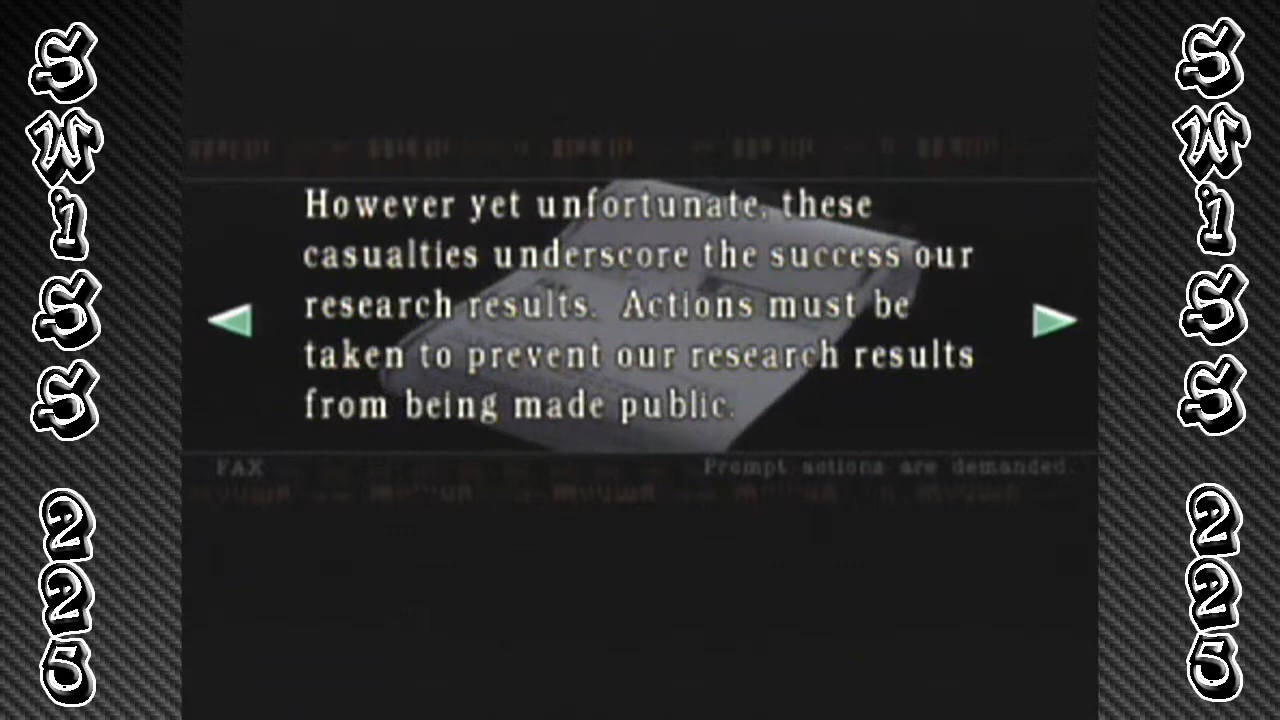 However yet unfortunate, these
casualties underscore the success our
research results. Actions must be
taken to prevent our research results
from being made public.
FAX
Prompt actions are demanded.
SWiSS 225
SWiSS 225